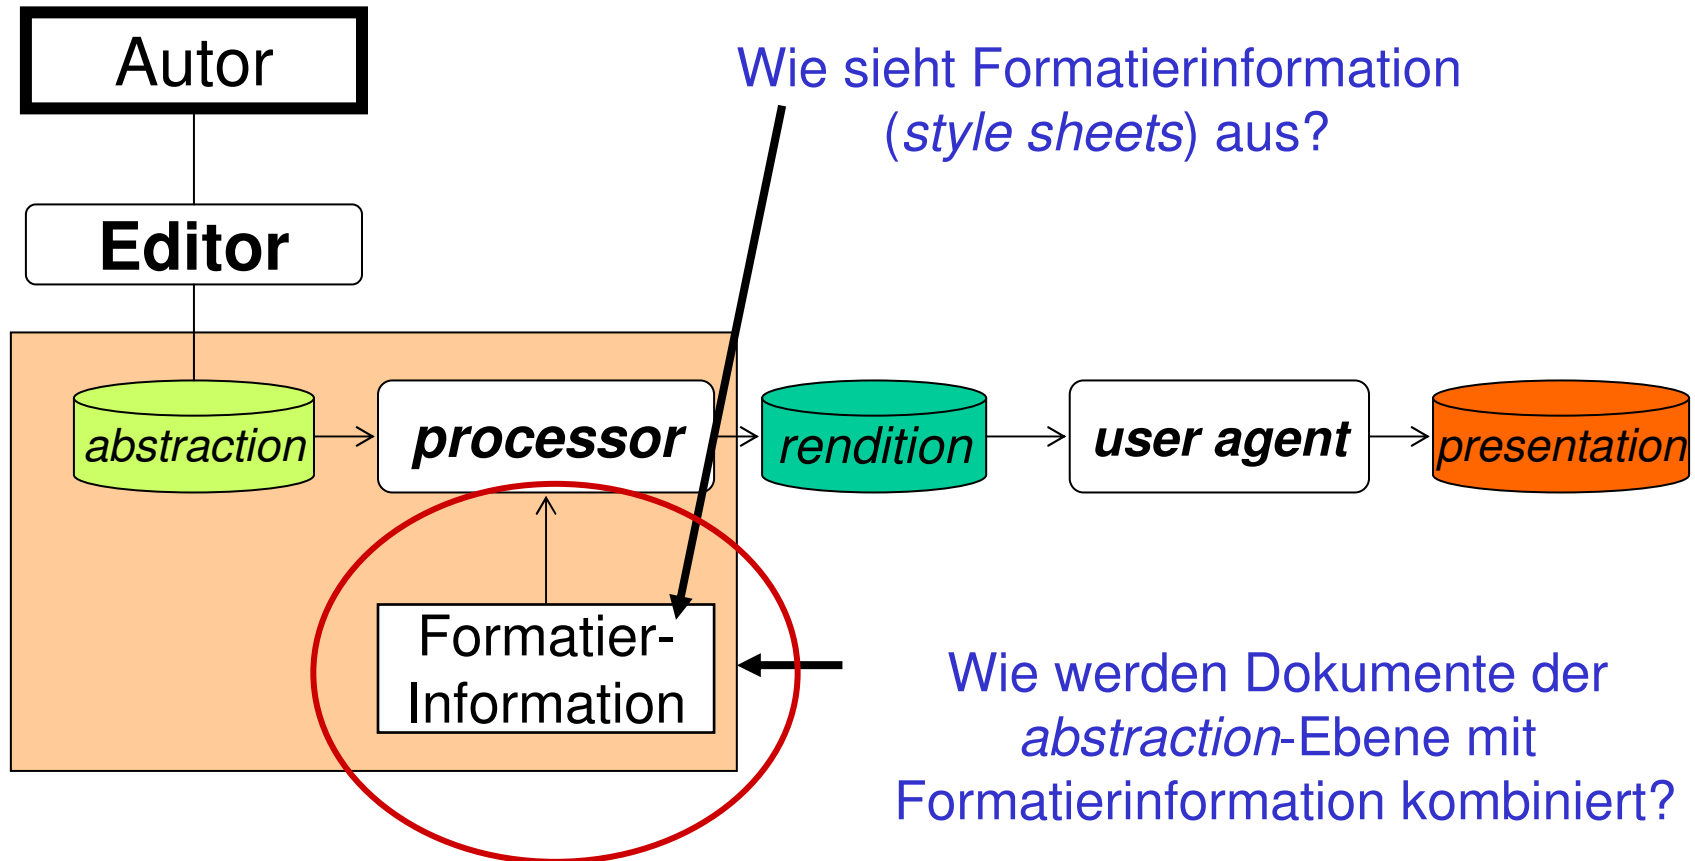 Autor
Wie sieht Formatierinformation
(style sheets) aus?
Editor
abstraction
processor
rendition
user agent
presentation
Formatier-
Information
Wie werden Dokumente der
abstraction-Ebene mit
Formatierinformation kombiniert?